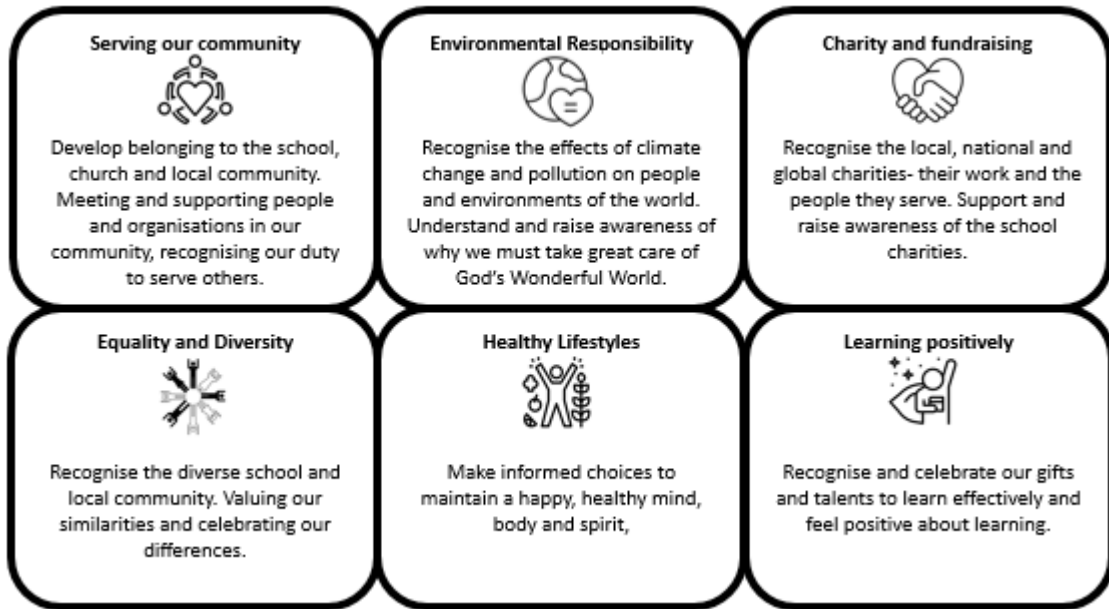 Serving our community
Develop belonging to the school,
church and local community.
Meeting and supporting people
and organisations in our
community, recognising our duty
to serve others.
Environmental Responsibility
Recognise the effects of climate
change and pollution on people
and environments of the world.
Understand and raise awareness of
why we must take great care of
God's Wonderful World.
Charity and fundraising
Recognise the local, national and
global charities- their work and the
people they serve. Support and
raise awareness of the school
charities.
Equality and Diversity
Recognise the diverse school and
local community. Valuing our
similarities and celebrating our
differences.
Healthy Lifestyles
Make informed choices to
maintain a happy, healthy mind,
body and spirit,
Learning positively
Recognise and celebrate our gifts
and talents to learn effectively and
feel positive about learning.